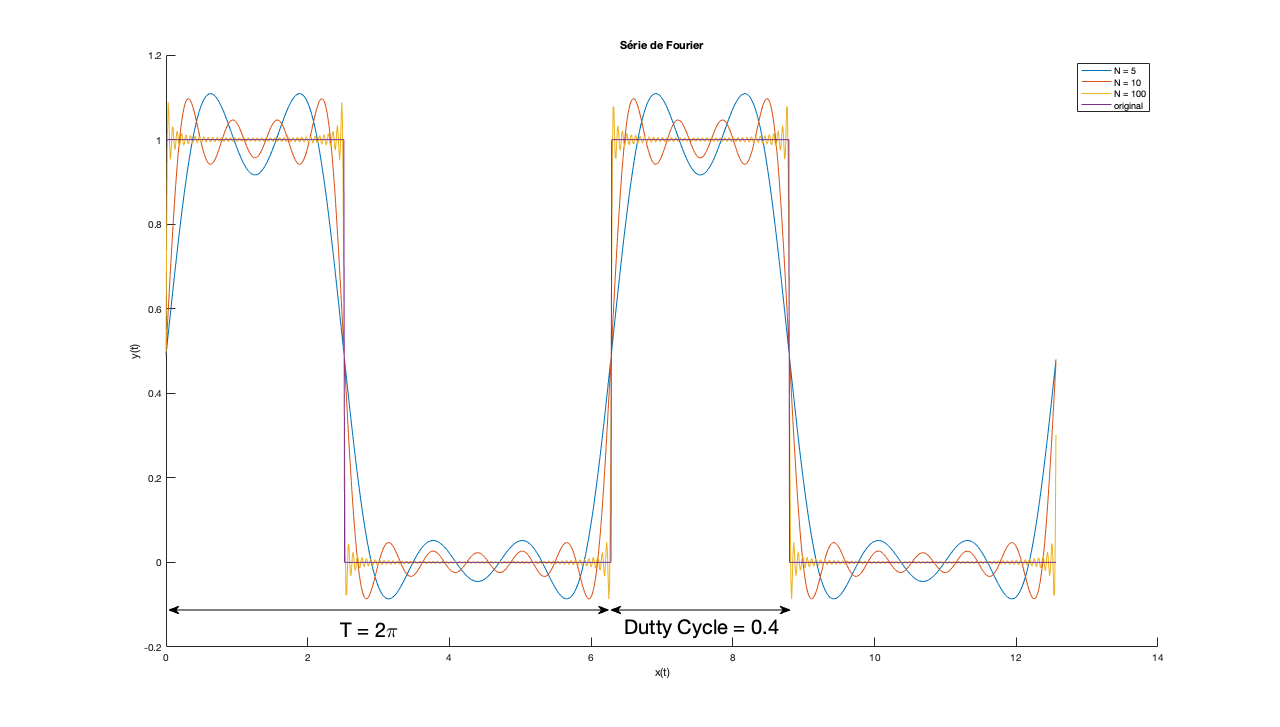 Série de Fourier
N = 5
N = 10
N = 100
original
1.2
1
0.8
0.6
0.4
0.2
0
-0.2
y(t)
T = 2π
Dutty Cycle = 0.4
0 2 4 6 8 10 12 14
x(t)